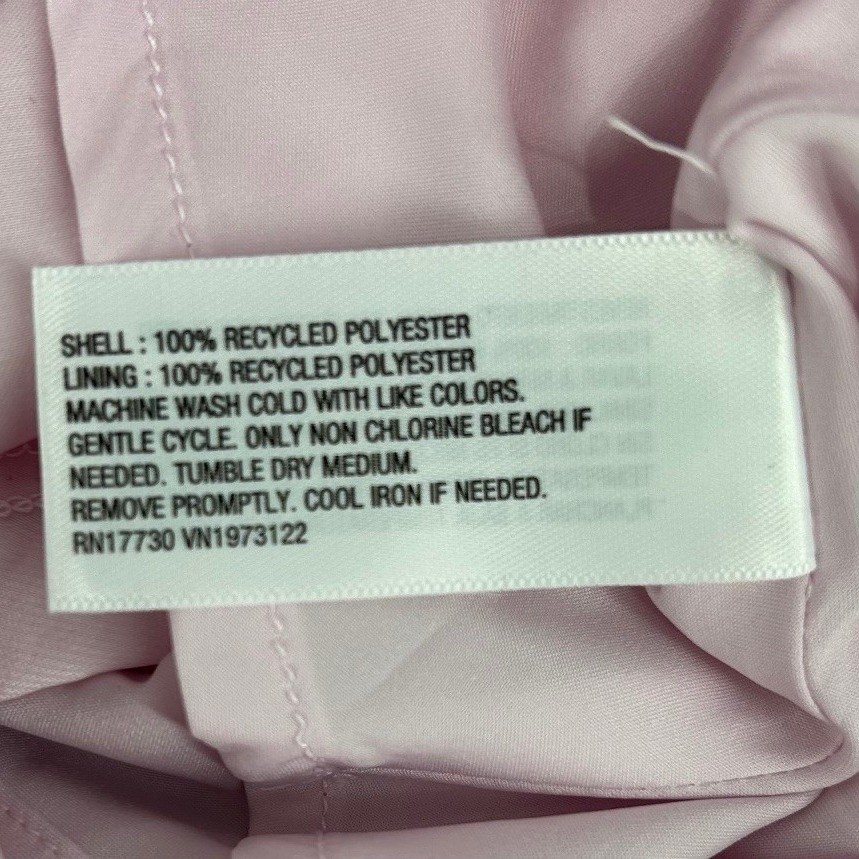 SHELL : 100% RECYCLED POLYESTER
LINING : 100% RECYCLED POLYESTER
MACHINE WASH COLD WITH LIKE COLORS.
GENTLE CYCLE. ONLY NON CHLORINE BLEACH IF
NEEDED. TUMBLE DRY MEDIUM.
REMOVE PROMPTLY. COOL IRON IF NEEDED.
RN17730 VN1973122